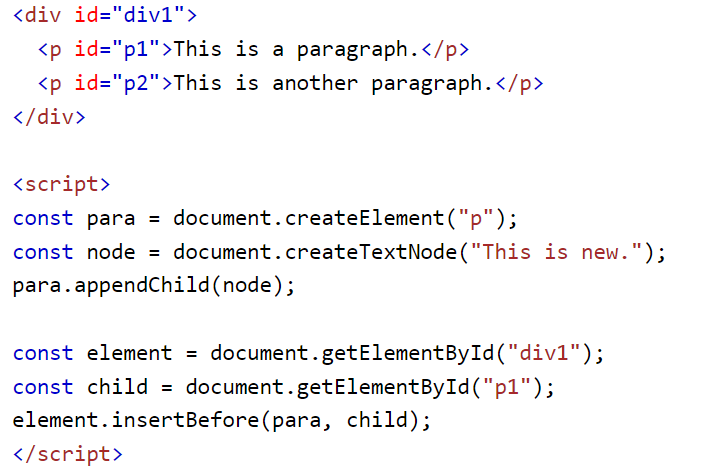 <div id="div1">
  <p id="p1">This is a paragraph.</p>
  <p id="p2">This is another paragraph.</p>
</div>

<script>
const para = document.createElement("p");
const node = document.createTextNode("This is new.");
para.appendChild(node);

const element = document.getElementById("div1");
const child = document.getElementById("p1");
element.insertBefore(para, child);
</script>